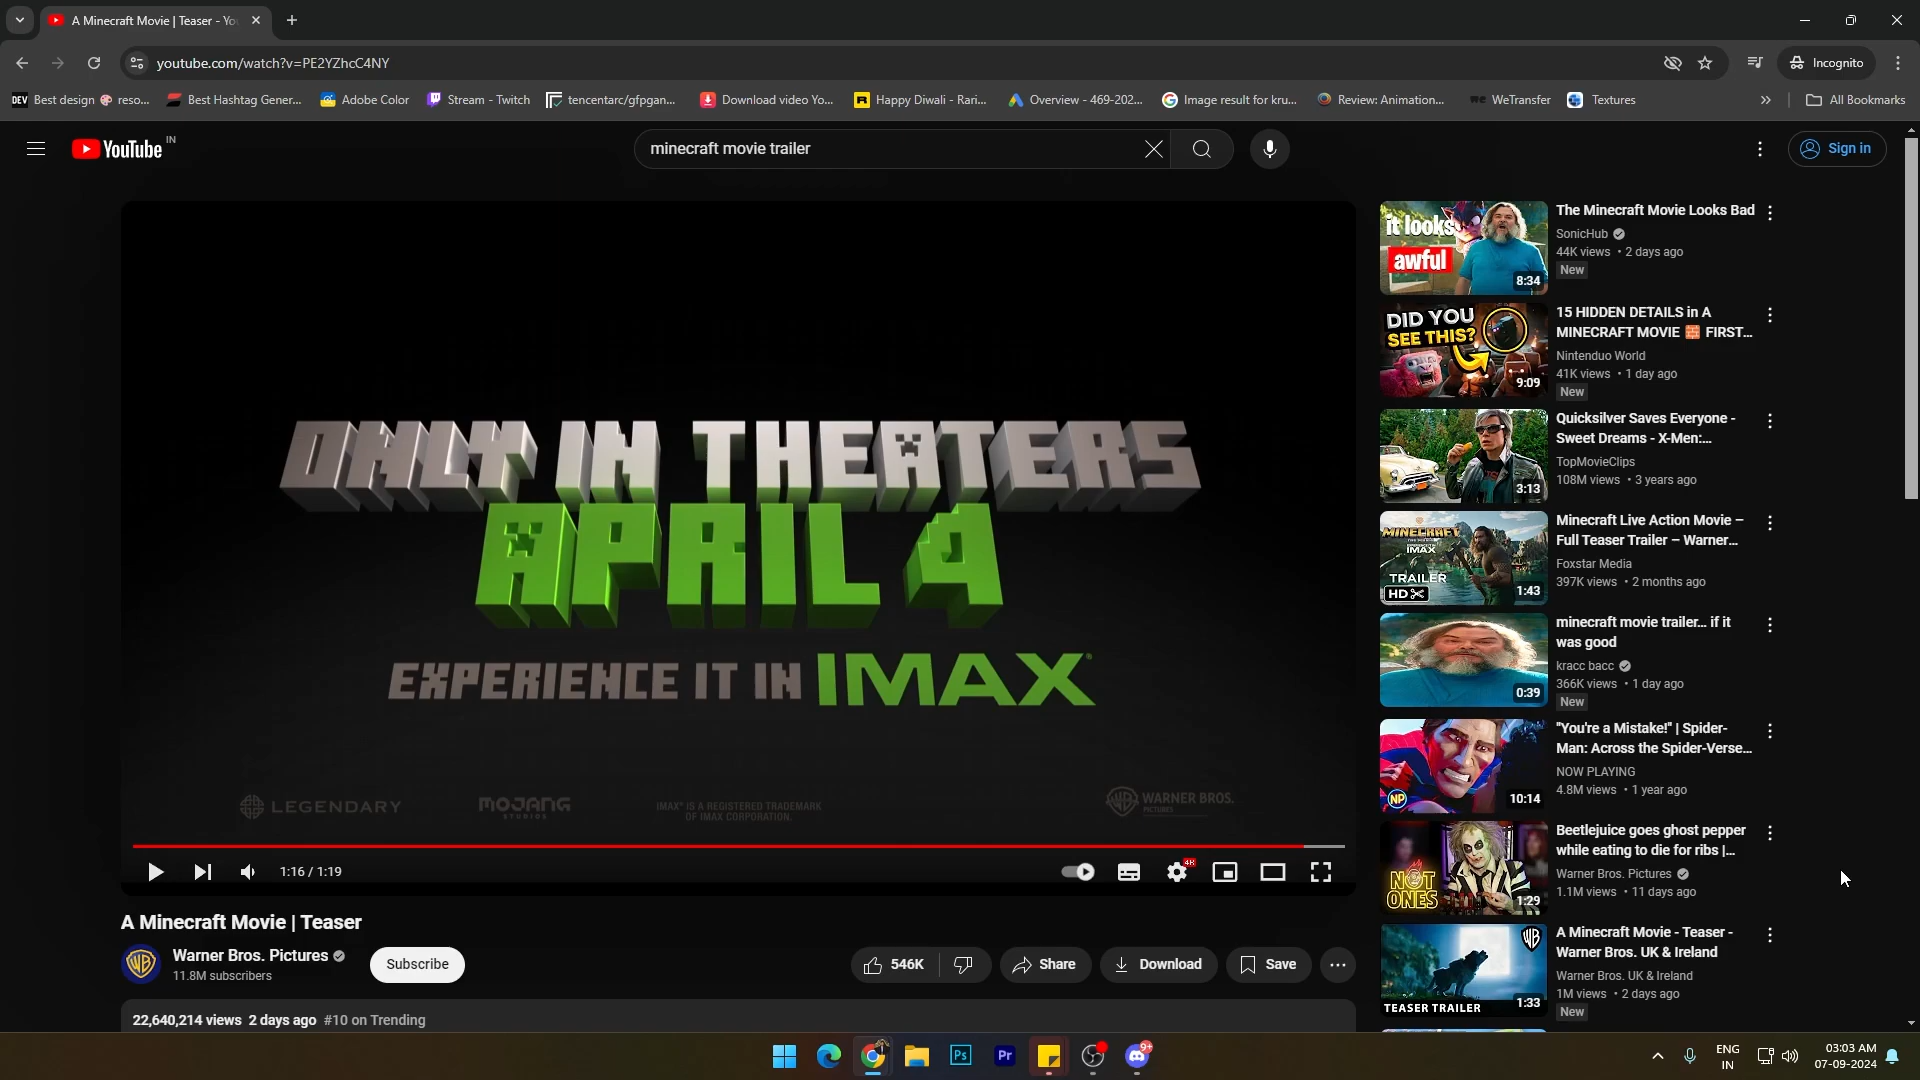 A Minecraft Movie | Teaser - Yo
youtube.com/watch?v=PE2YZhcC4NY
Incognito
DEV Best design reso...
Best Hashtag Gener...
Adobe Color
Stream - Twitch
tencentarc/gfpgan...
Download video Yo...
Happy Diwali - Rari...
Overview - 469-202...
Image result for kru...
Review: Animation...
WeTransfer
Textures
All Bookmarks
YouTube IN
minecraft movie trailer
Sign in
ONLY IN THEATERS
APRIL 4
EXPERIENCE IT IN IMAX
LEGENDARY
MOJANG
STUDIOS
IMAX® IS A REGISTERED TRADEMARK
OF IMAX CORPORATION.
WARNER BROS.
PICTURES
1:16 / 1:19
4K
A Minecraft Movie | Teaser
Warner Bros. Pictures
11.8M subscribers
Subscribe
546K
Share
Download
Save
22,640,214 views 2 days ago #10 on Trending
it looks
awful
8:34
The Minecraft Movie Looks Bad
SonicHub
44K views • 2 days ago
New
DID YOU
SEE THIS?
9:09
15 HIDDEN DETAILS in A
MINECRAFT MOVIE 🧱 FIRST...
Nintenduo World
41K views • 1 day ago
New
3:13
Quicksilver Saves Everyone -
Sweet Dreams - X-Men:...
TopMovieClips
108M views • 3 years ago
MINECRAFT
IMAX
TRAILER
HD
1:43
Minecraft Live Action Movie –
Full Teaser Trailer – Warner...
Foxstar Media
397K views • 2 months ago
0:39
minecraft movie trailer... if it
was good
kracc bacc
366K views • 1 day ago
New
NP
10:14
"You're a Mistake!" | Spider-
Man: Across the Spider-Verse...
NOW PLAYING
4.8M views • 1 year ago
NOT
ONES
1:29
Beetlejuice goes ghost pepper
while eating to die for ribs |...
Warner Bros. Pictures
1.1M views • 11 days ago
TEASER TRAILER
1:33
A Minecraft Movie - Teaser -
Warner Bros. UK & Ireland
Warner Bros. UK & Ireland
1M views • 2 days ago
New
Ps
Pr
9+
ENG
IN
03:03 AM
07-09-2024